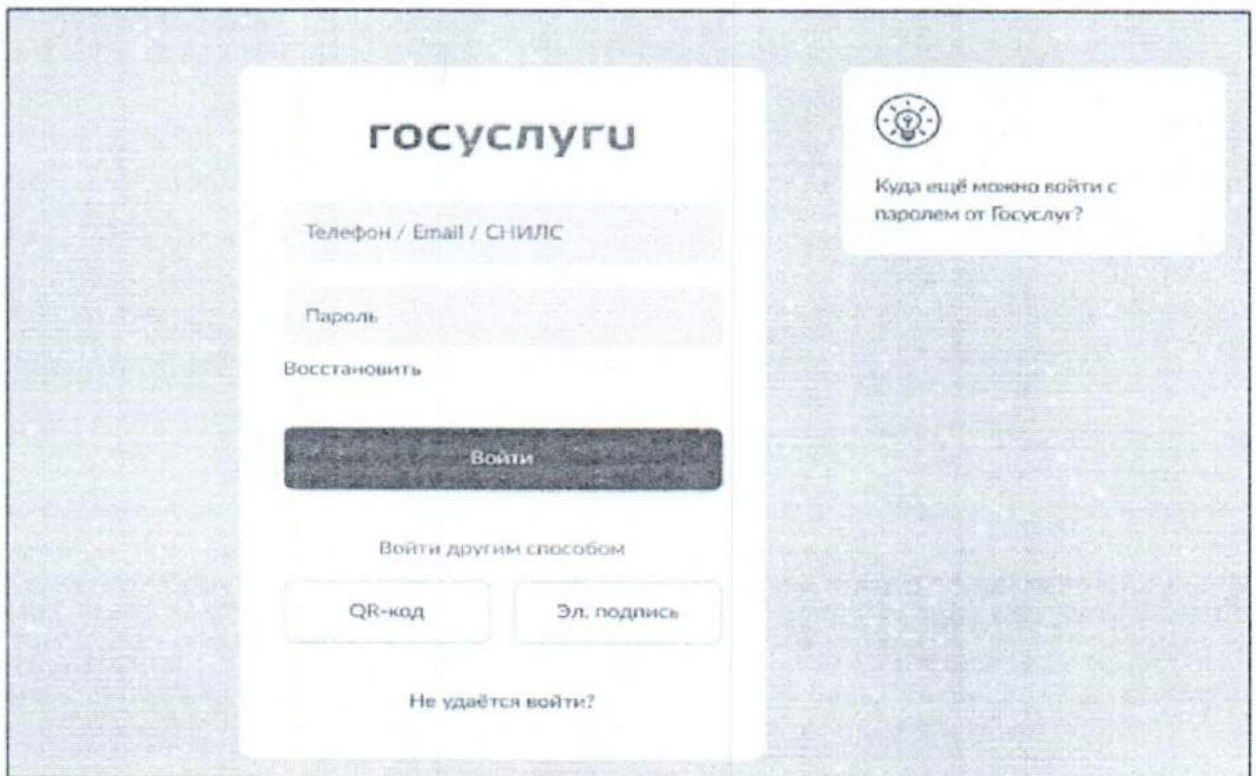 госуслуги
Телефон / Email / СНИЛС
Пароль
Восстановить
Войти
Войти другим способом
QR-код
Эл. подпись
Не удаётся войти?
Куда ещё можно войти с
паролем от Госуслуг?